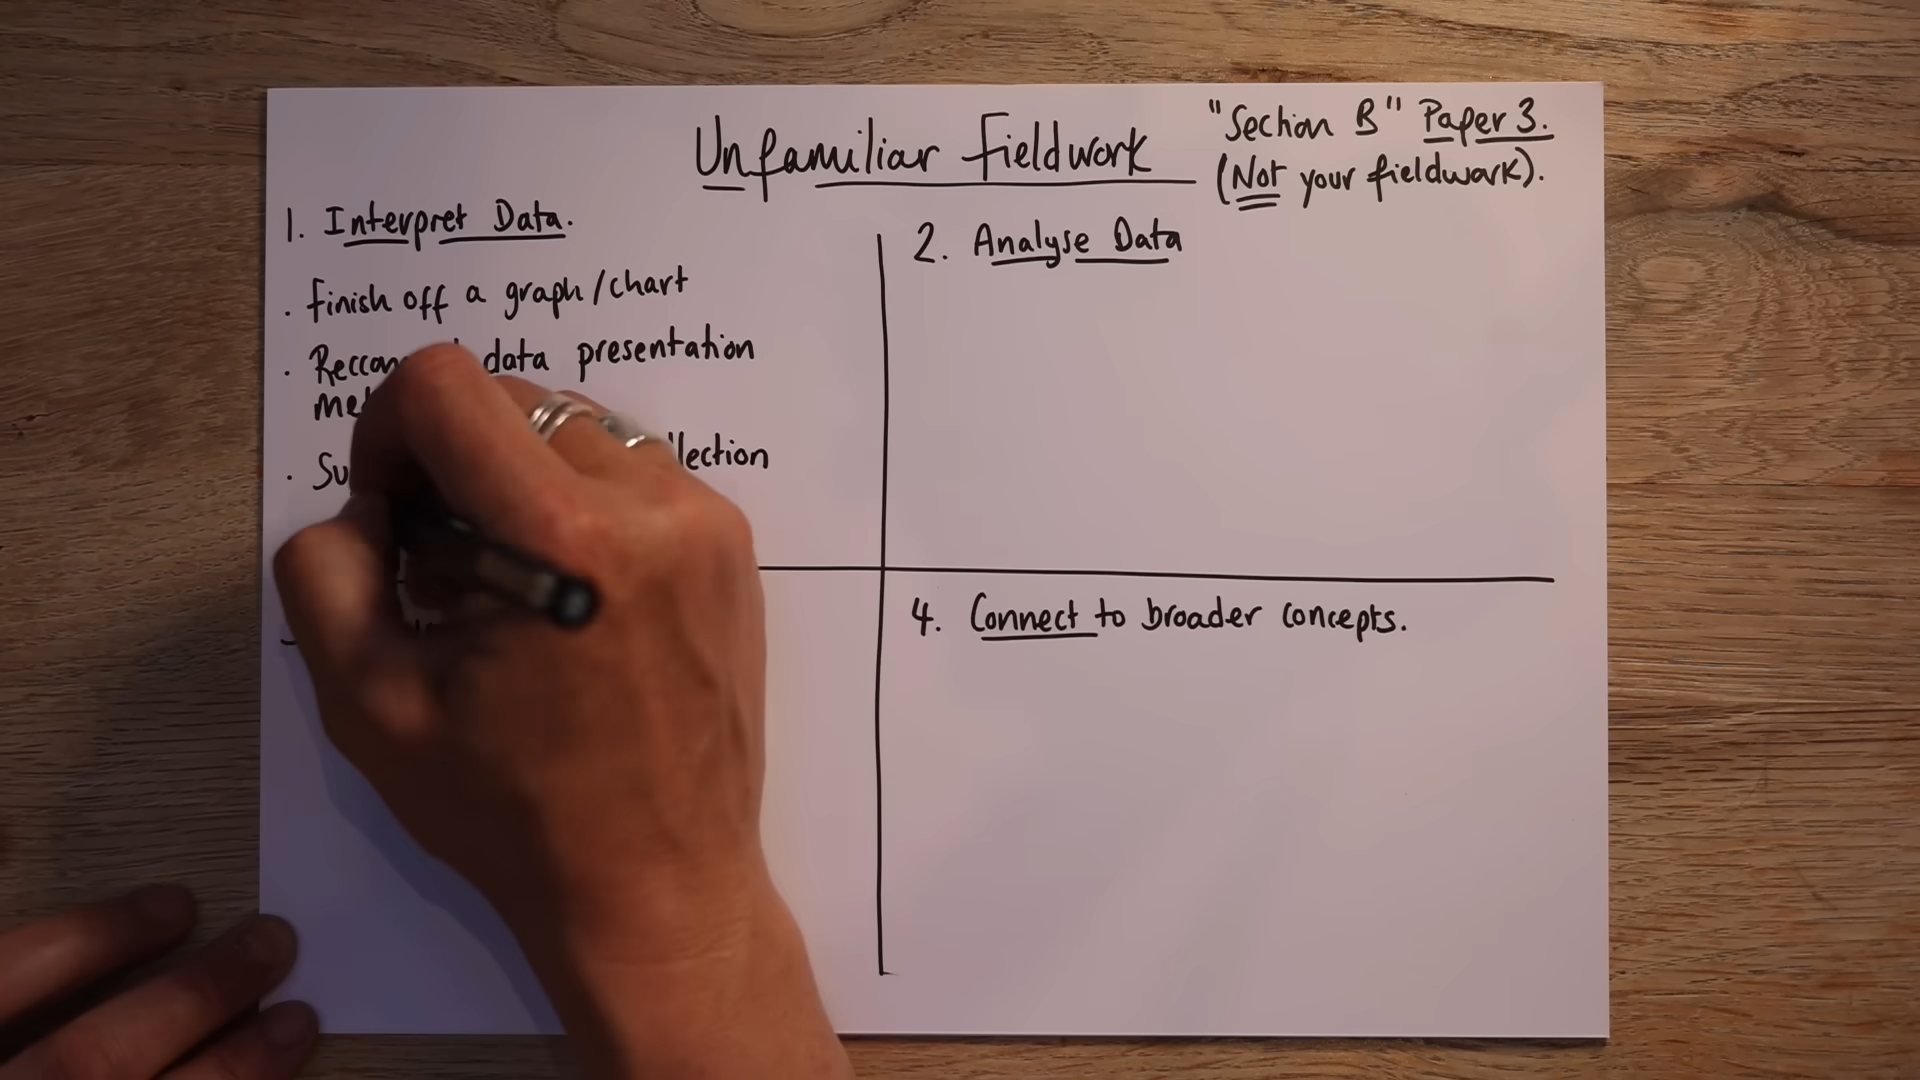 Unfamiliar Fieldwork
"Section B" Paper 3.
(Not your fieldwork).
1. Interpret Data.
. Finish off a graph/chart
. data presentation
2. Analyse Data
4. Connect to broader concepts.